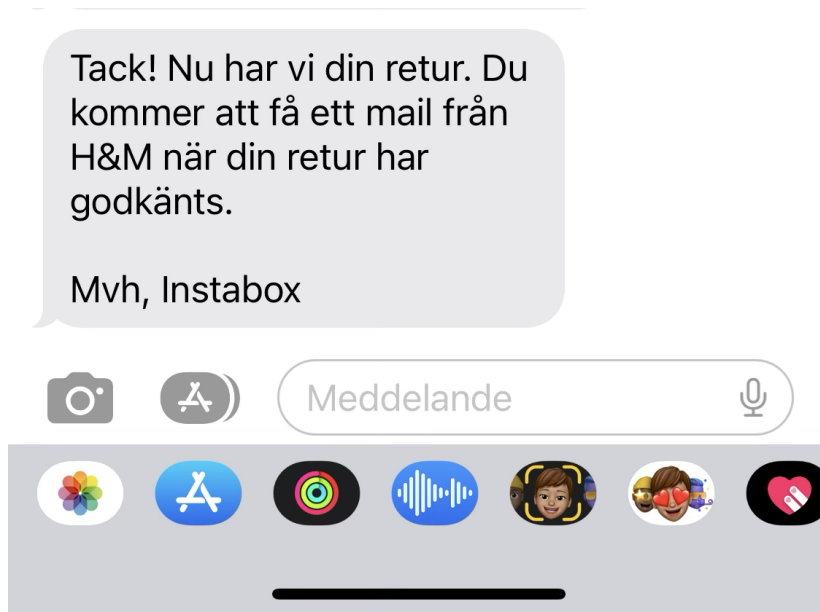 Tack! Nu har vi din retur. Du
kommer att få ett mail från
H&M när din retur har
godkänts.
Mvh, Instabox
Meddelande